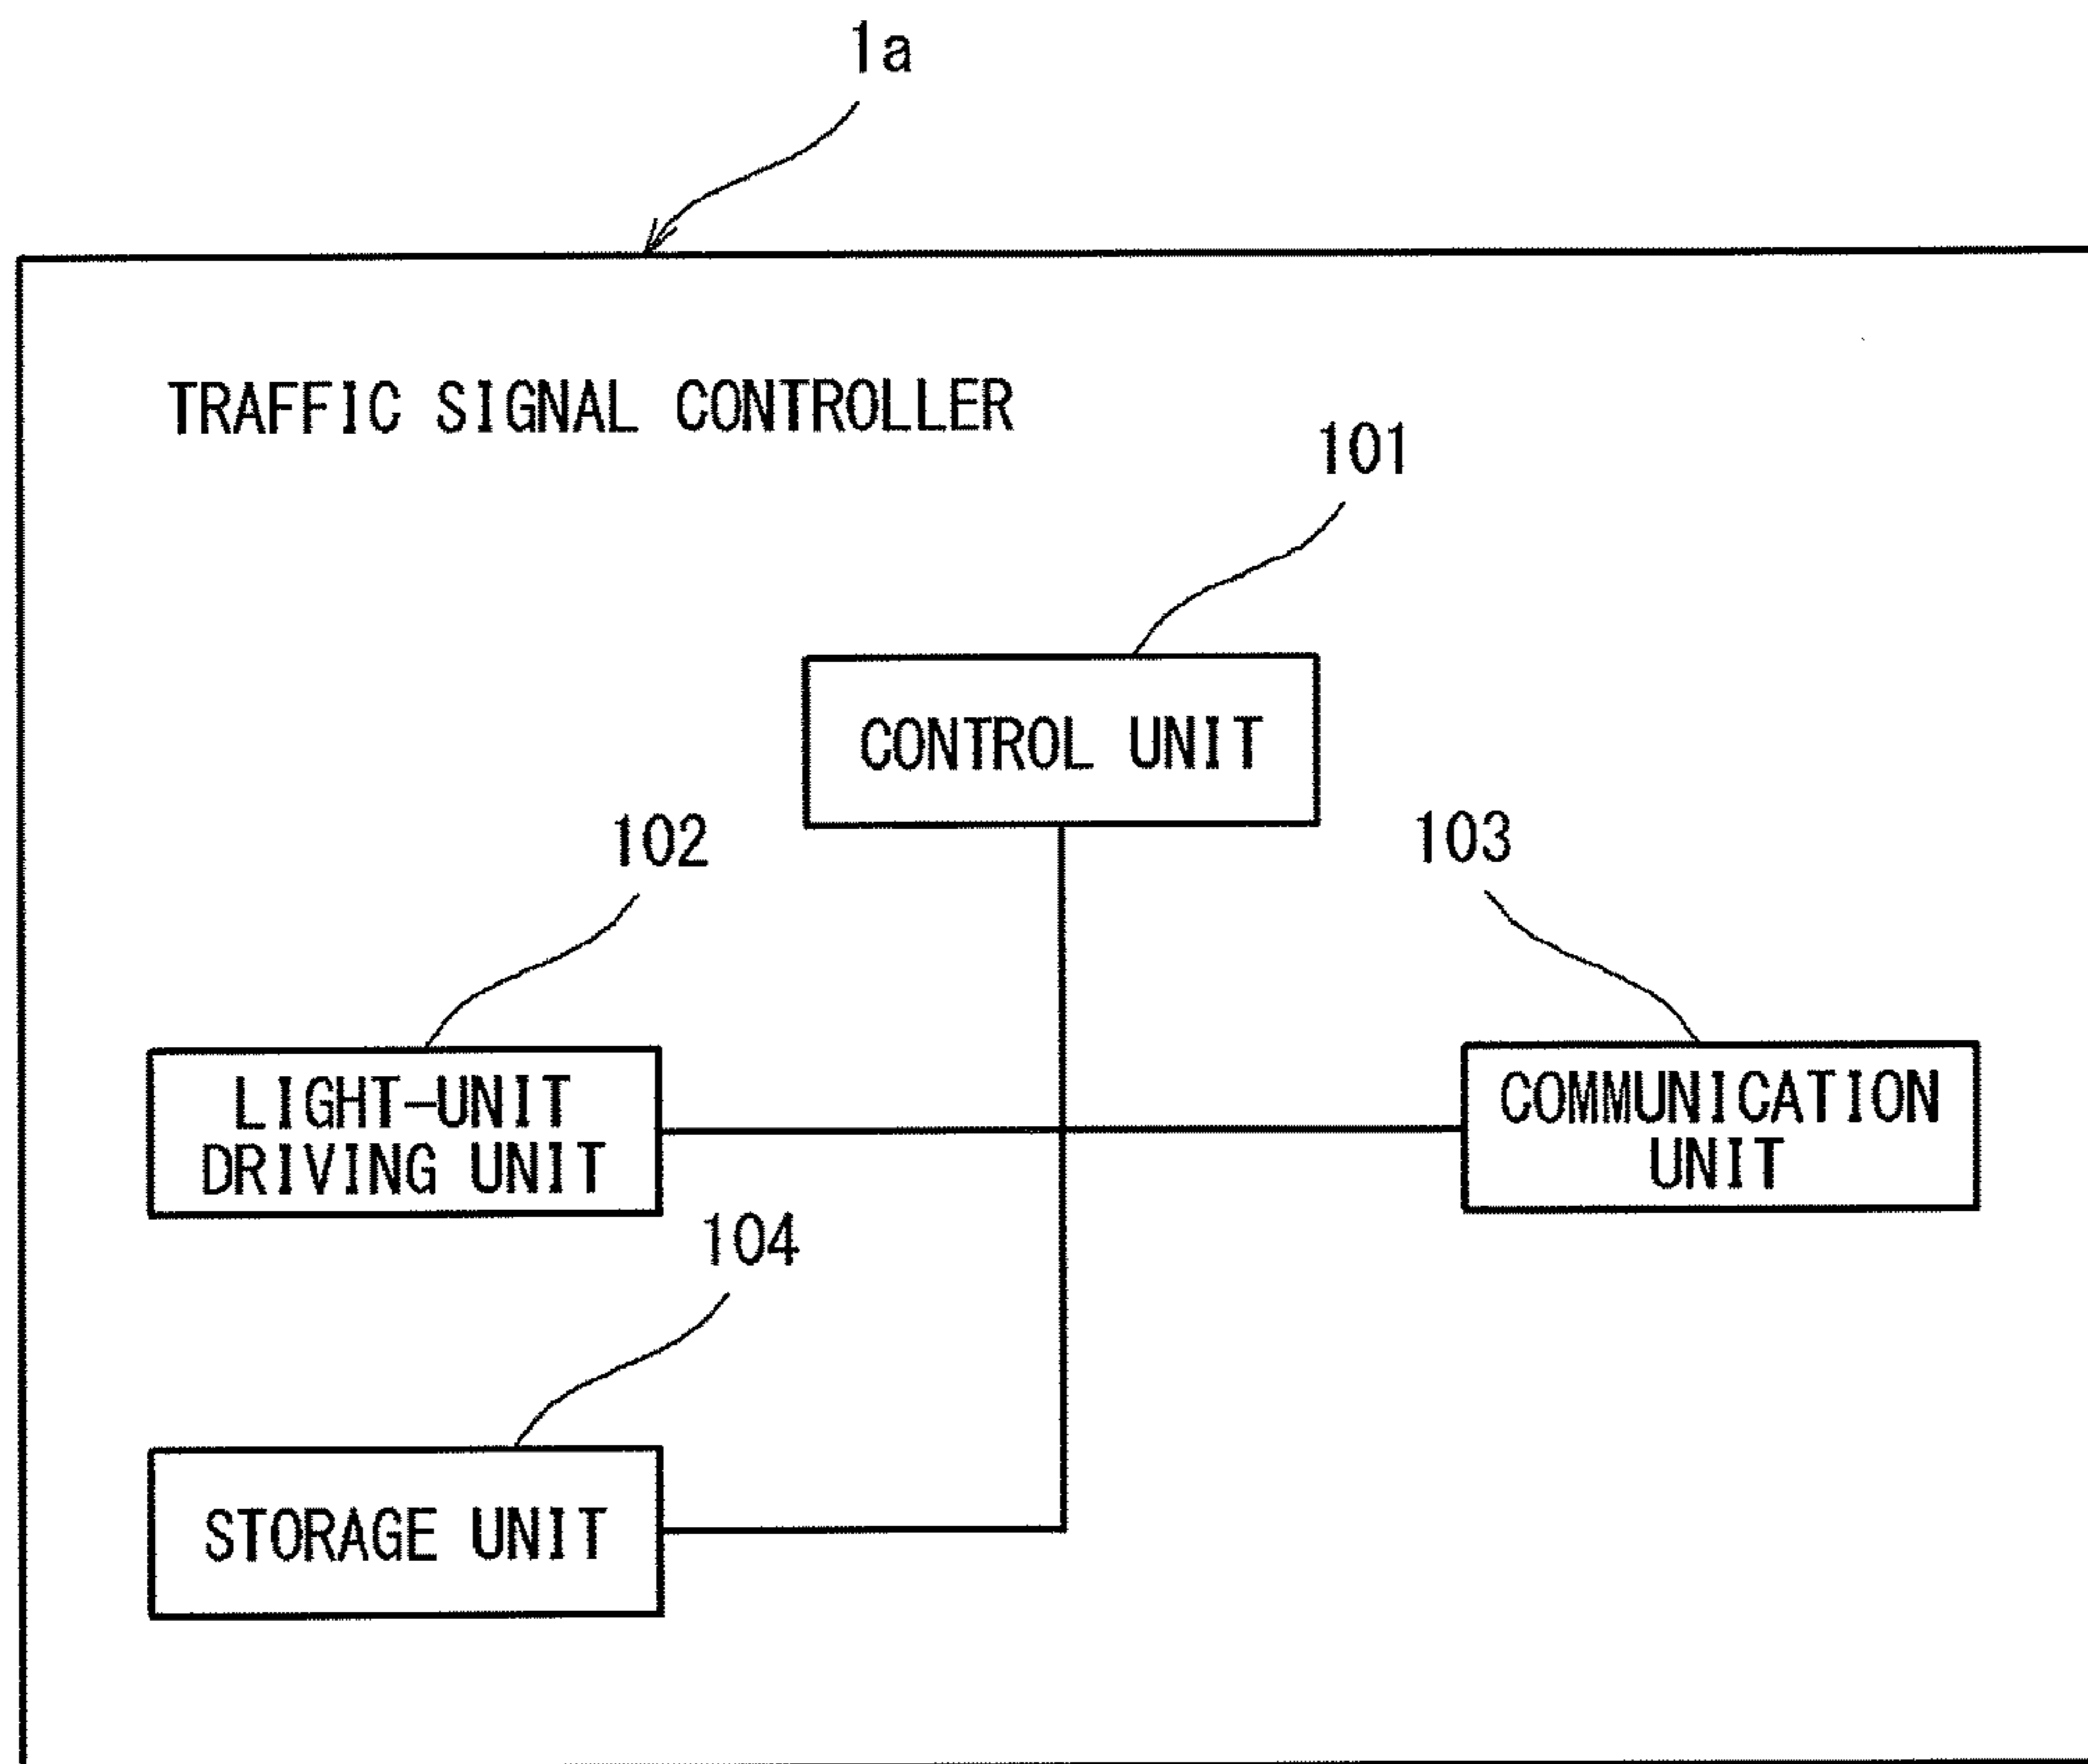 1a
TRAFFIC SIGNAL CONTROLLER
101
CONTROL UNIT
102
103
LIGHT-UNIT
DRIVING UNIT
COMMUNICATION
UNIT
104
STORAGE UNIT